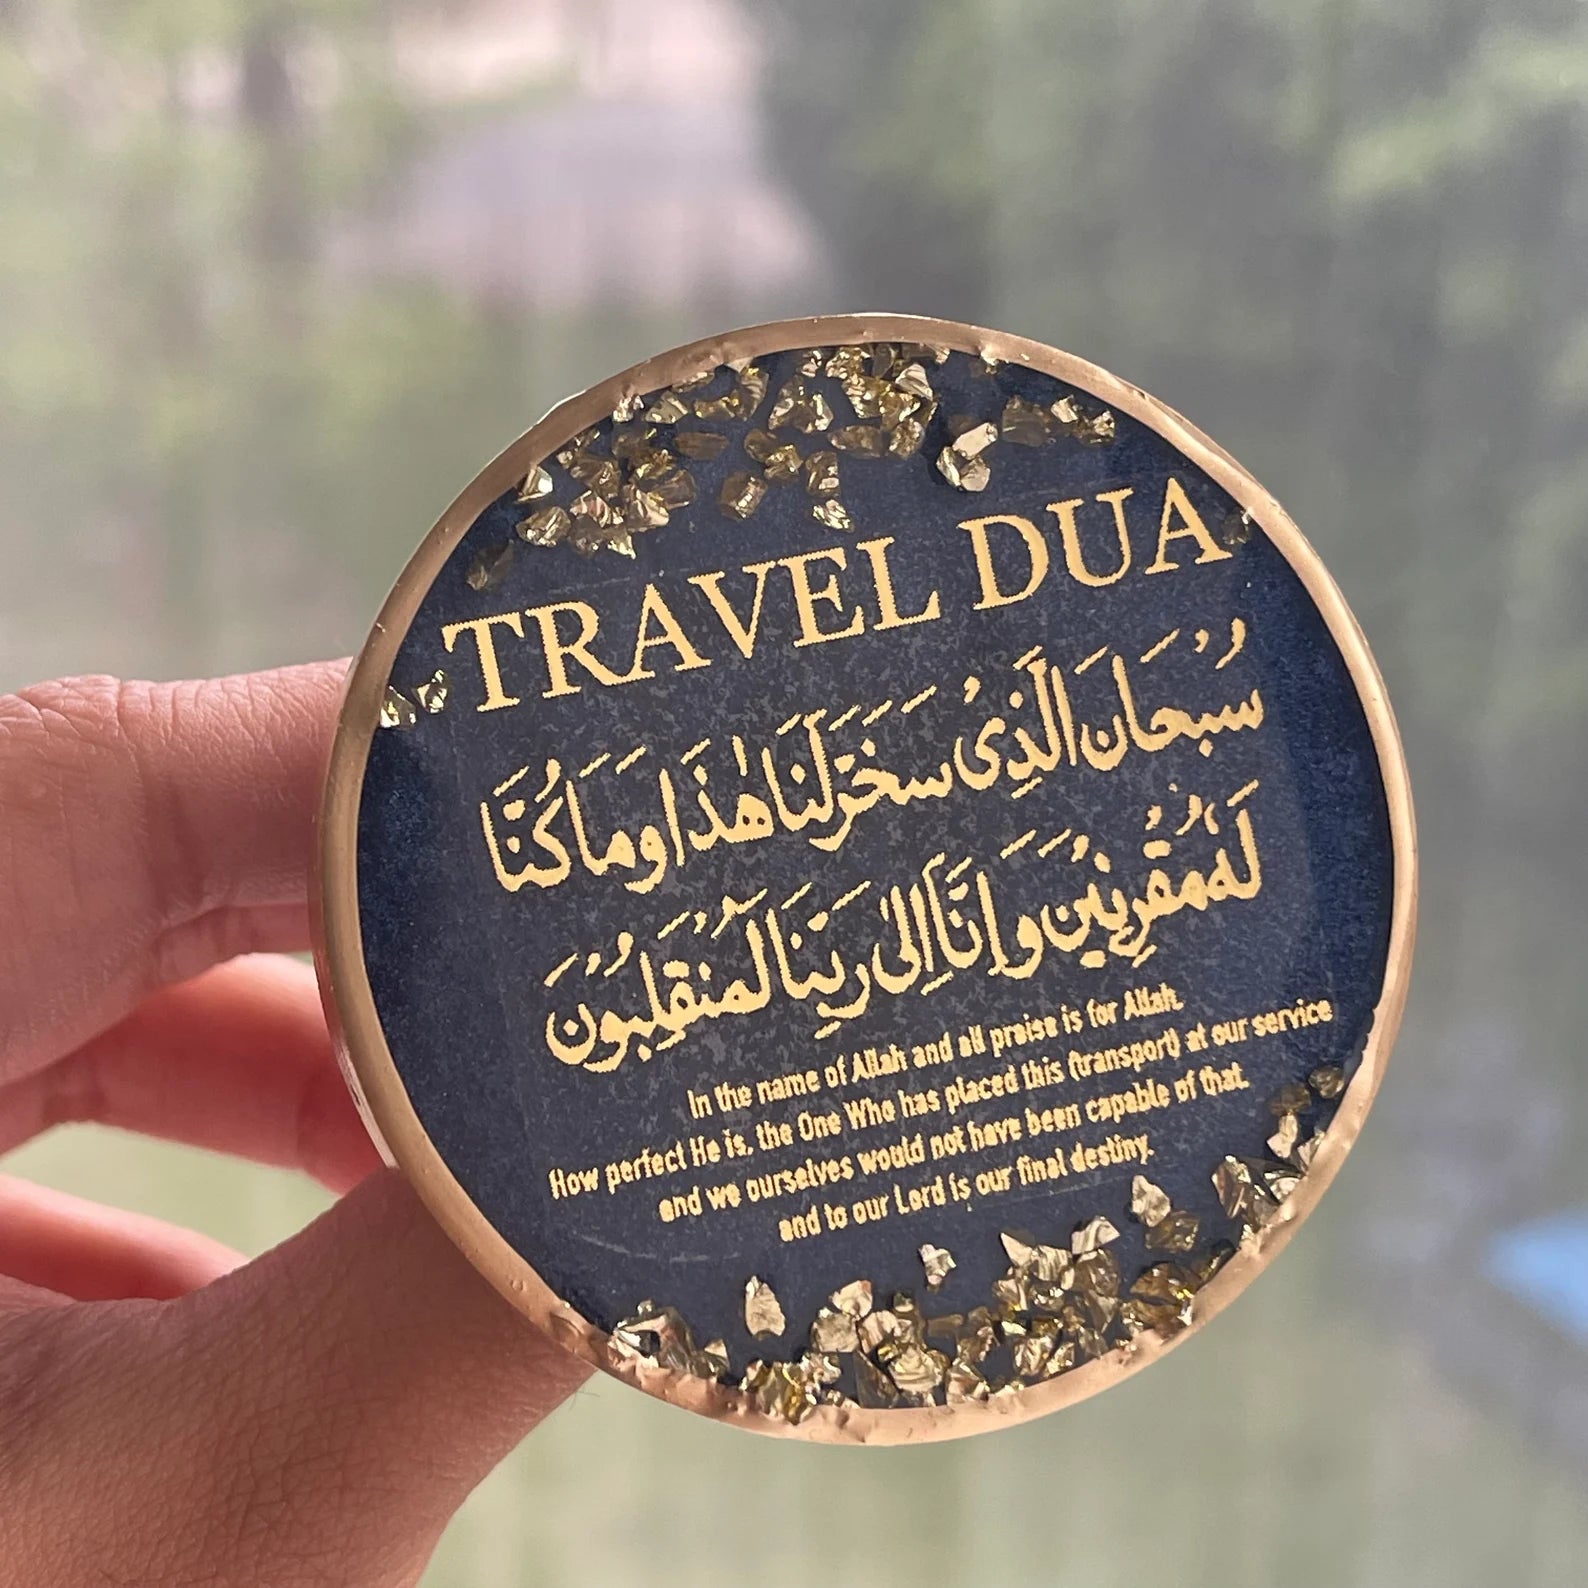 TRAVEL DUA
سُبْحَانَ الَّذِیْ سَخَّرَ لَنَا هٰذَا وَمَا كُنَّا
لَهٗ مُقْرِنِیْنَ وَاِنَّا اِلٰی رَبِّنَا لَمُنْقَلِبُوْنَ
In the name of Allah and all praise is for Allah.
How perfect He is, the One Who has placed this (transport) at our service
and we ourselves would not have been capable of that.
and to our Lord is our final destiny.